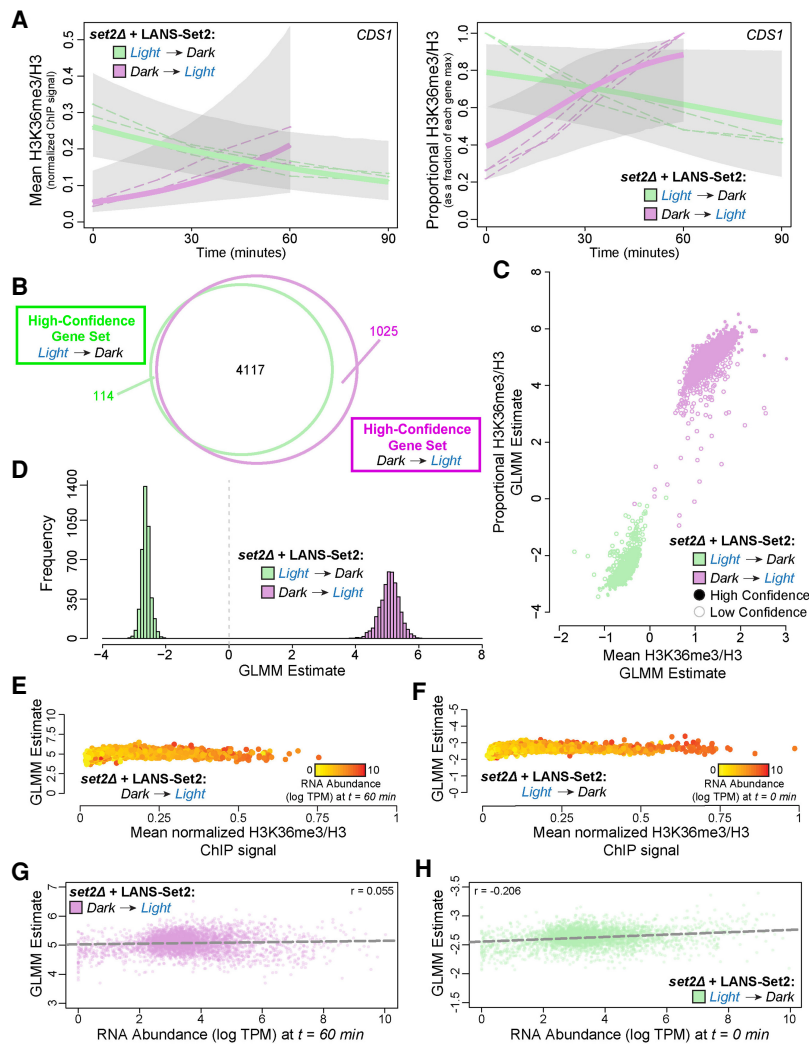 A
set2Δ + LANS-Set2:
Light → Dark
Dark → Light
CDS1
Mean H3K36me3/H3
(normalized ChIP signal)
0.0 0.1 0.2 0.3 0.4 0.5
0 30 60 90
Time (minutes)
CDS1
Proportional H3K36me3/H3
(as a fraction of each gene max)
0.0 0.2 0.4 0.6 0.8 1.0
set2Δ + LANS-Set2:
Light → Dark
Dark → Light
0 30 60 90
Time (minutes)
B
High-Confidence
Gene Set
Light → Dark
114
4117
1025
High-Confidence
Gene Set
Dark → Light
C
Proportional H3K36me3/H3
GLMM Estimate
−4 −2 0 2 4 6 8
set2Δ + LANS-Set2:
Light → Dark
Dark → Light
High Confidence
Low Confidence
−2 −1 0 1 2 3
Mean H3K36me3/H3
GLMM Estimate
D
Frequency
0 350 700 1050 1400
set2Δ + LANS-Set2:
Light → Dark
Dark → Light
−4 −2 0 2 4 6 8
GLMM Estimate
E
GLMM Estimate
0 2.5 5 7.5 10
set2Δ + LANS-Set2:
Dark → Light
0 10
RNA Abundance
(log TPM) at t = 60 min
0 0.25 0.5 0.75 1
Mean normalized H3K36me3/H3
ChIP signal
F
GLMM Estimate
-0 -1 -2 -3 -4 -5
set2Δ + LANS-Set2:
Light → Dark
0 10
RNA Abundance
(log TPM) at t = 0 min
0 0.25 0.5 0.75 1
Mean normalized H3K36me3/H3
ChIP signal
G
set2Δ + LANS-Set2:
Dark → Light
r = 0.055
GLMM Estimate
3 4 5 6 7
0 2 4 6 8 10
RNA Abundance (log TPM) at t = 60 min
H
r = -0.206
GLMM Estimate
-1.5 -2 -2.5 -3 -3.5
set2Δ + LANS-Set2:
Light → Dark
0 2 4 6 8 10
RNA Abundance (log TPM) at t = 0 min